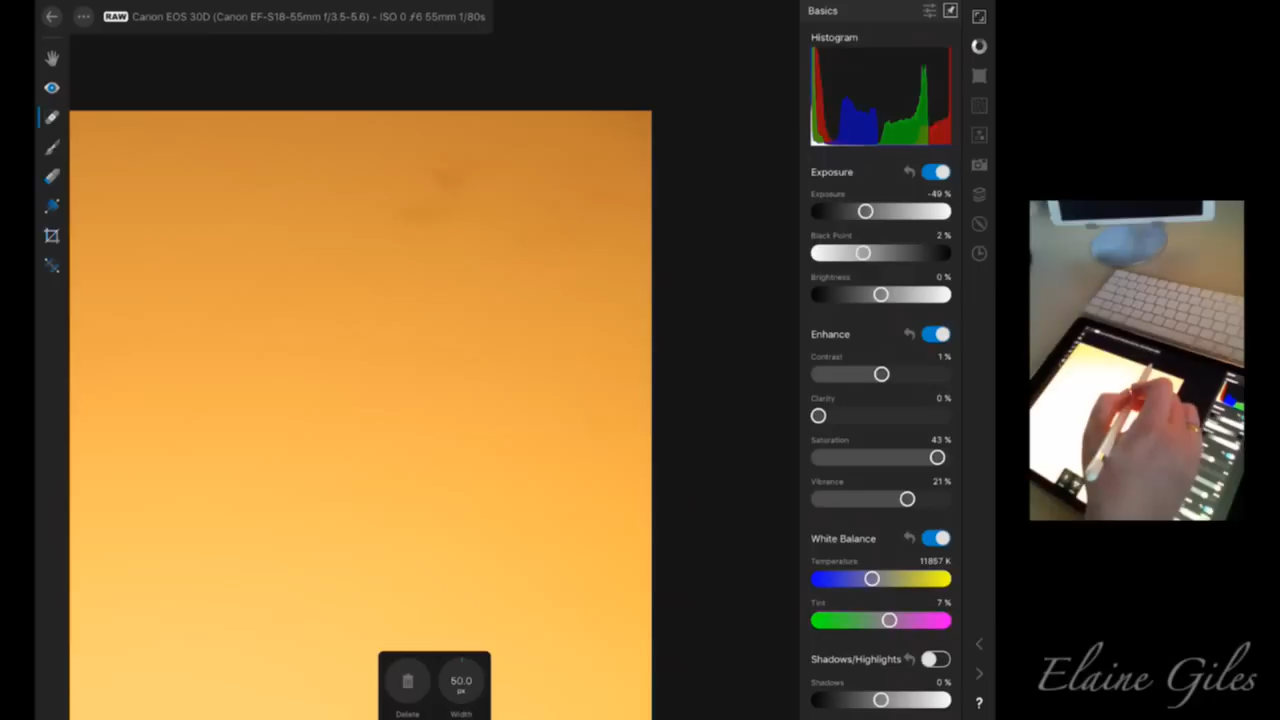 RAW Canon EOS 30D (Canon EF-S18-55mm f/3.5-5.6) - ISO 0 ƒ6 55mm 1/80s
Basics
Histogram
Exposure
Exposure -49 %
Black Point 2 %
Brightness 0 %
Enhance
Contrast 1 %
Clarity 0 %
Saturation 43 %
Vibrance 21 %
White Balance
Temperature 11857 K
Tint 7 %
Shadows/Highlights
Shadows 0 %
50.0
px
Delete Width
?
Elaine Giles